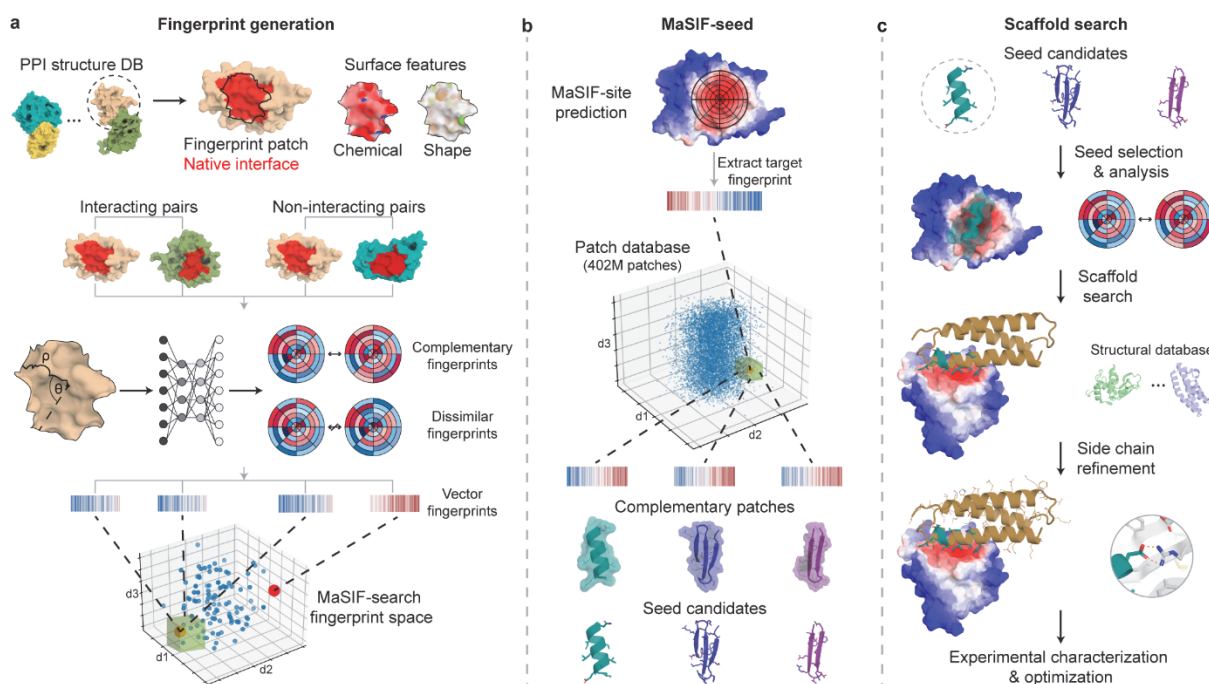 a
Fingerprint generation
PPI structure DB
...
Surface features
Fingerprint patch
Native interface
Chemical
Shape
Interacting pairs
Non-interacting pairs
ρ
θ
Complementary
fingerprints
Dissimilar
fingerprints
Vector
fingerprints
d3
d1
d2
MaSIF-search
fingerprint space
b
MaSIF-seed
MaSIF-site
prediction
Extract target
fingerprint
Patch database
(402M patches)
d3
d1
d2
Complementary patches
Seed candidates
c
Scaffold search
Seed candidates
Seed selection
& analysis
Scaffold
search
Structural database
...
Side chain
refinement
Experimental characterization
& optimization